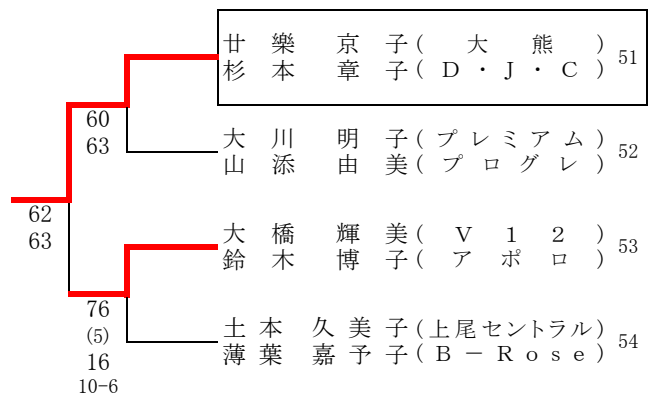 廿樂 京子(大熊) 51
杉本 章子(D・J・C)
60
63
大川 明子(プレミアム) 52
山添 由美(プログレ)
62
63
大橋 輝美(V12) 53
鈴木 博子(アポロ)
76
(5)
16
10-6
土本 久美子(上尾セントラル) 54
薄葉 嘉予子(B－Rose)